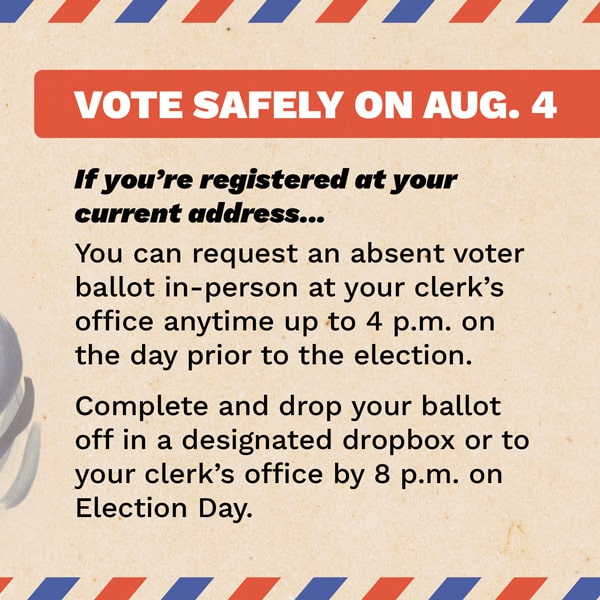 VOTE SAFELY ON AUG. 4
If you’re registered at your
current address...
You can request an absent voter
ballot in-person at your clerk’s
office anytime up to 4 p.m. on
the day prior to the election.
Complete and drop your ballot
off in a designated dropbox or to
your clerk’s office by 8 p.m. on
Election Day.